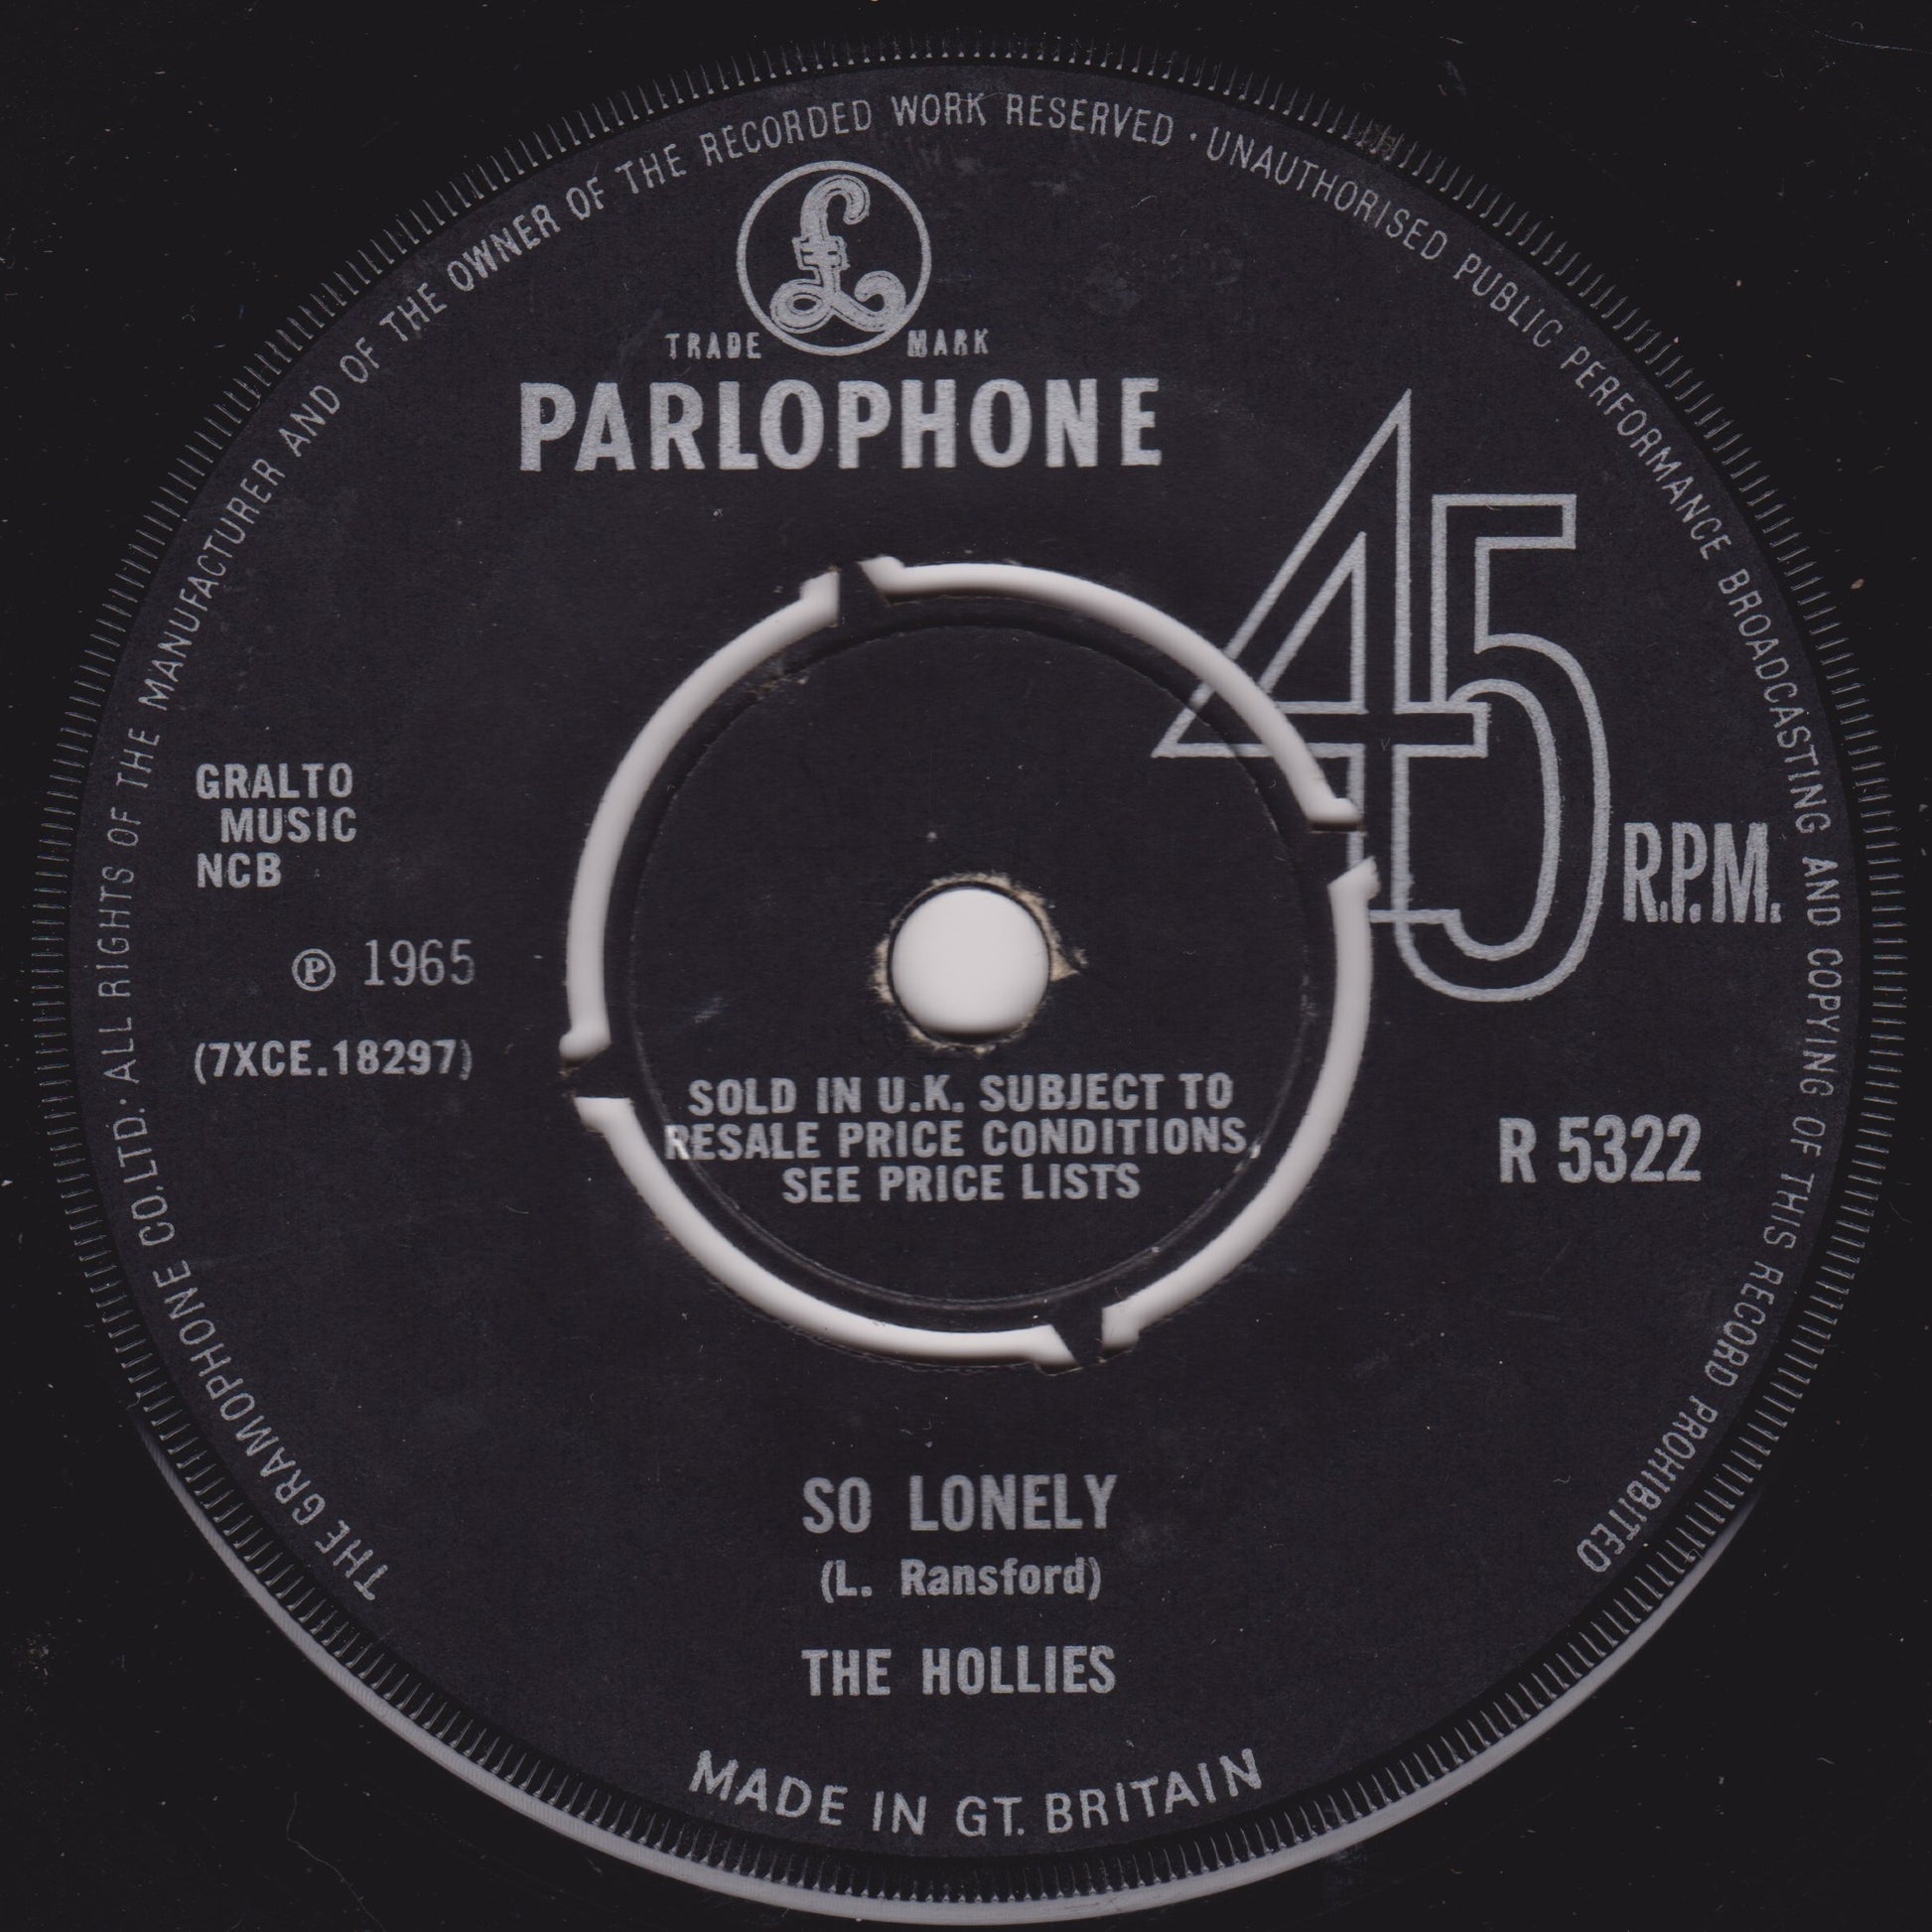 THE GRAMOPHONE CO.LTD. · ALL RIGHTS OF THE MANUFACTURER AND OF THE OWNER OF THE RECORDED WORK RESERVED · UNAUTHORISED PUBLIC PERFORMANCE BROADCASTING AND COPYING OF THIS RECORD PROHIBITED
£
TRADE MARK
PARLOPHONE
45 R.P.M.
GRALTO
MUSIC
NCB
℗ 1965
(7XCE.18297)
SOLD IN U.K. SUBJECT TO
RESALE PRICE CONDITIONS,
SEE PRICE LISTS
R 5322
SO LONELY
(L. Ransford)
THE HOLLIES
MADE IN GT. BRITAIN